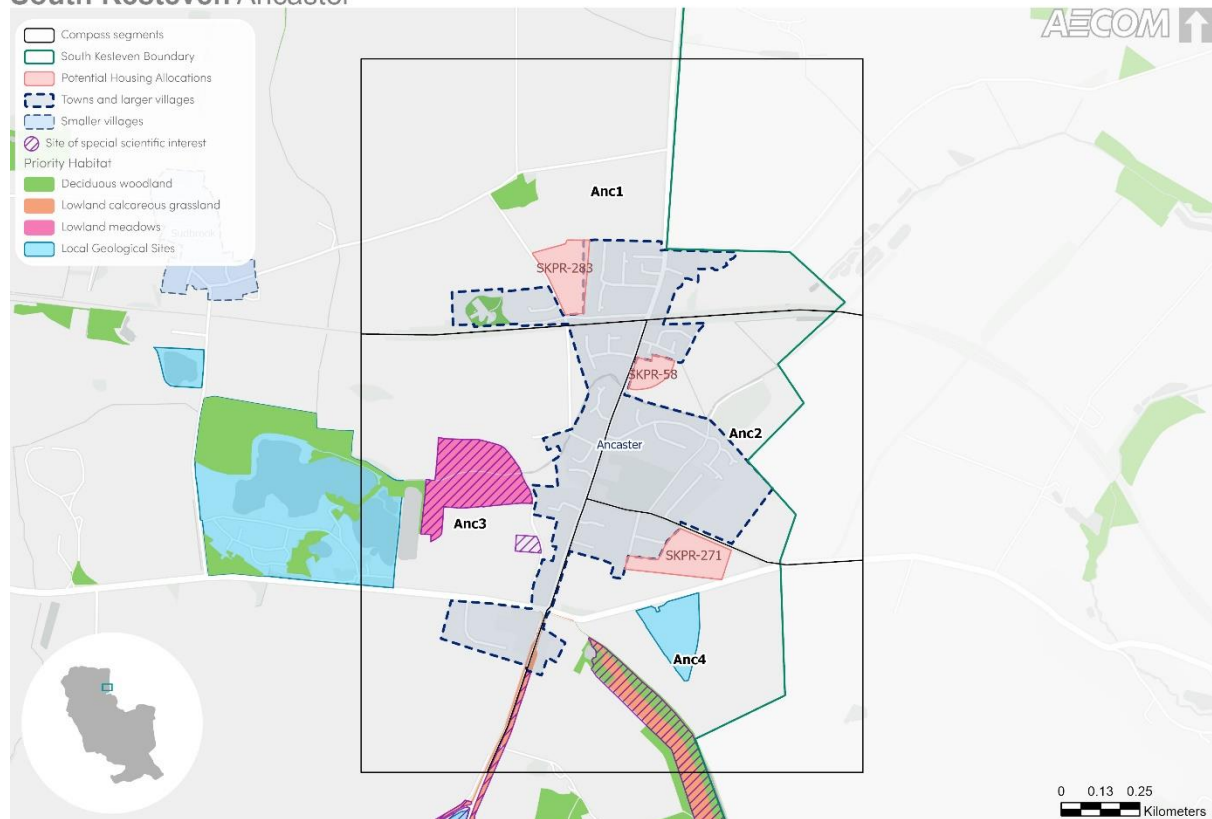 South Kesteven Ancaster
AECOM
Compass segments
South Kesteven Boundary
Potential Housing Allocations
Towns and larger villages
Smaller villages
Site of special scientific interest
Priority Habitat
Deciduous woodland
Lowland calcareous grassland
Lowland meadows
Local Geological Sites
Anc1
SKPR-283
SKPR-58
Ancaster
Anc2
Anc3
SKPR-271
Anc4
0 0.13 0.25
Kilometers